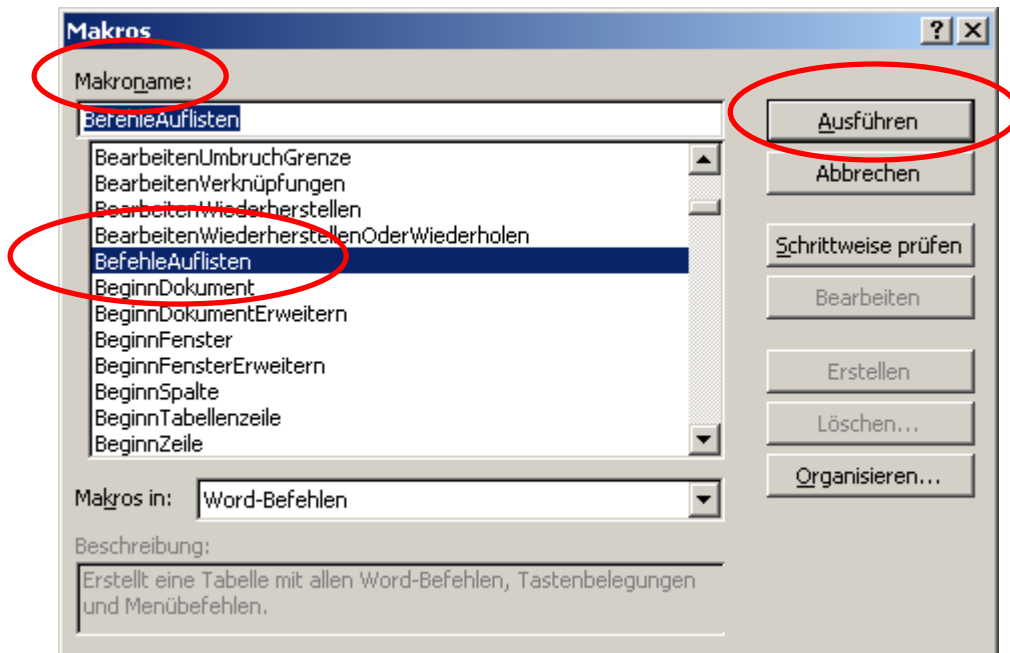 Makros
Makroname:
BefehleAuflisten
Ausführen
BearbeitenUmbruchGrenze
BearbeitenVerknüpfungen
BearbeitenWiederherstellen
BearbeitenWiederherstellenOderWiederholen
BefehleAuflisten
BeginnDokument
BeginnDokumentErweitern
BeginnFenster
BeginnFensterErweitern
BeginnSpalte
BeginnTabellenzeile
BeginnZeile
Abbrechen
Schrittweise prüfen
Bearbeiten
Erstellen
Löschen...
Organisieren...
Makros in: Word-Befehlen
Beschreibung:
Erstellt eine Tabelle mit allen Word-Befehlen, Tastenbelegungen
und Menübefehlen.